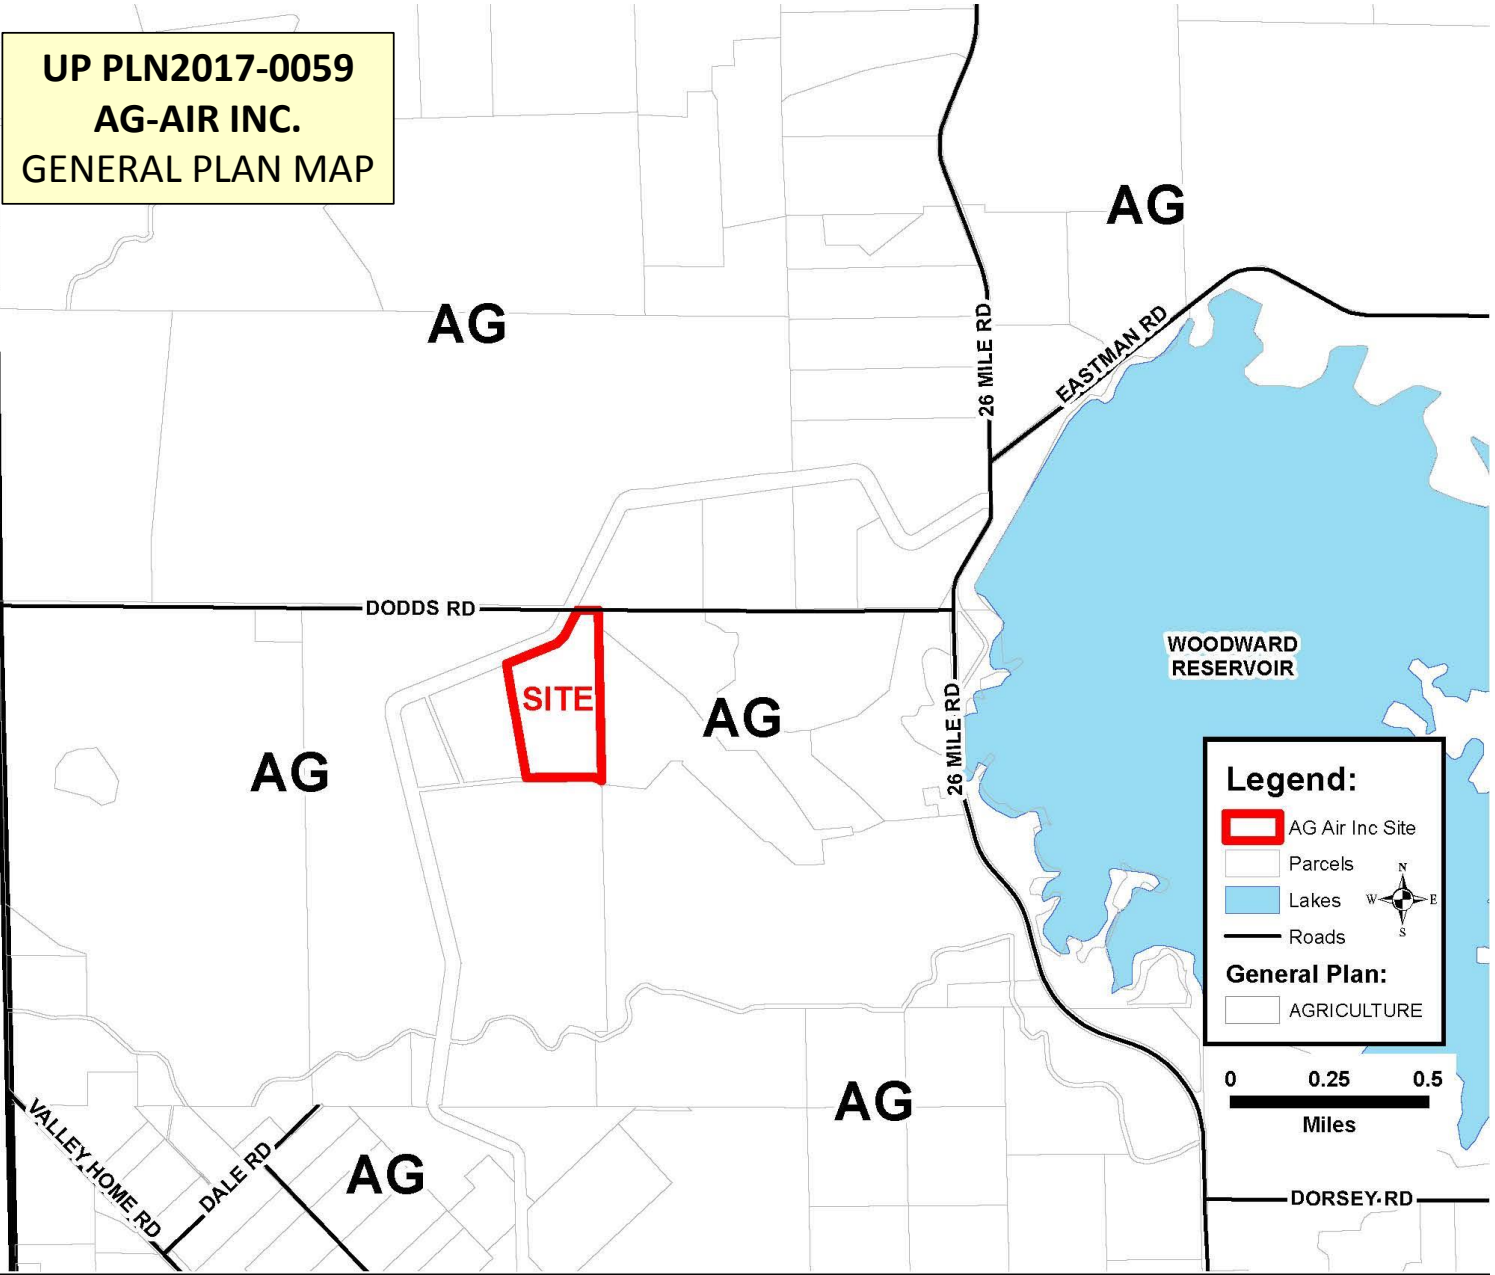 UP PLN2017-0059
AG-AIR INC.
GENERAL PLAN MAP
AG
AG
26 MILE RD
EASTMAN RD
DODDS RD
WOODWARD
RESERVOIR
SITE
AG
26 MILE RD
AG
Legend:
AG Air Inc Site
Parcels
Lakes
Roads
N
W
E
S
General Plan:
AGRICULTURE
0 0.25 0.5
Miles
AG
VALLEY HOME RD
DALE RD
AG
DORSEY RD